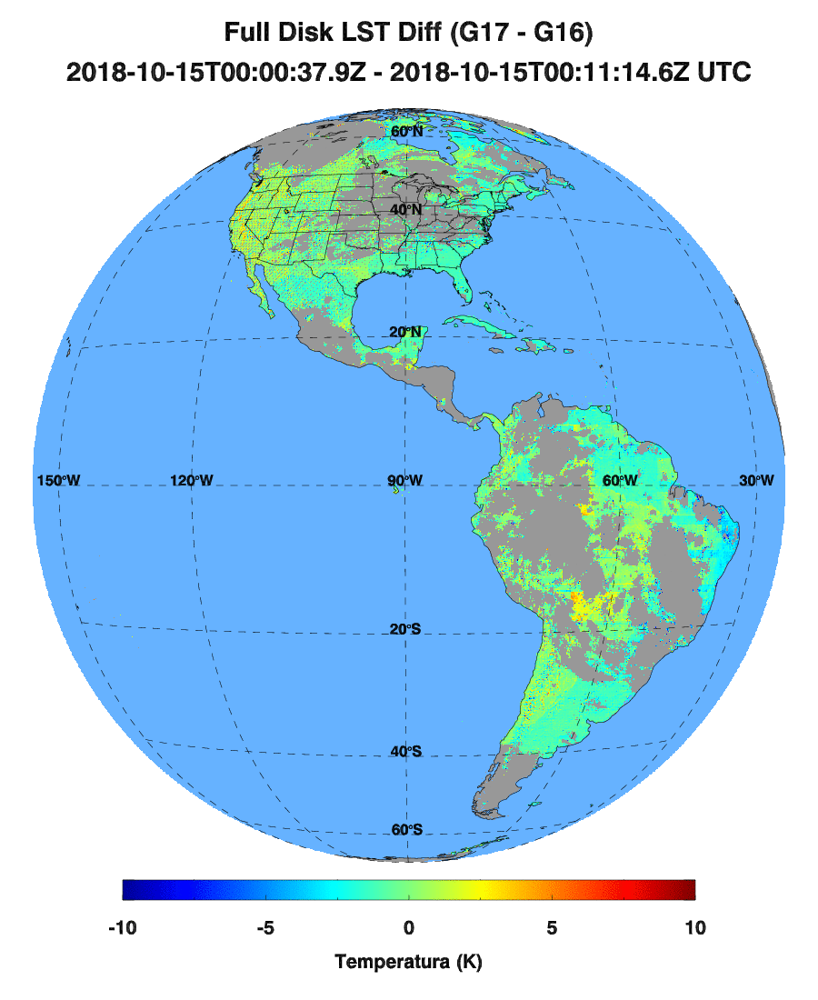 Full Disk LST Diff (G17 - G16)
2018-10-15T00:00:37.9Z - 2018-10-15T00:11:14.6Z UTC
60°N
40°N
20°N
150°W 120°W 90°W 60°W 30°W
20°S
40°S
60°S
-10 -5 0 5 10
Temperatura (K)